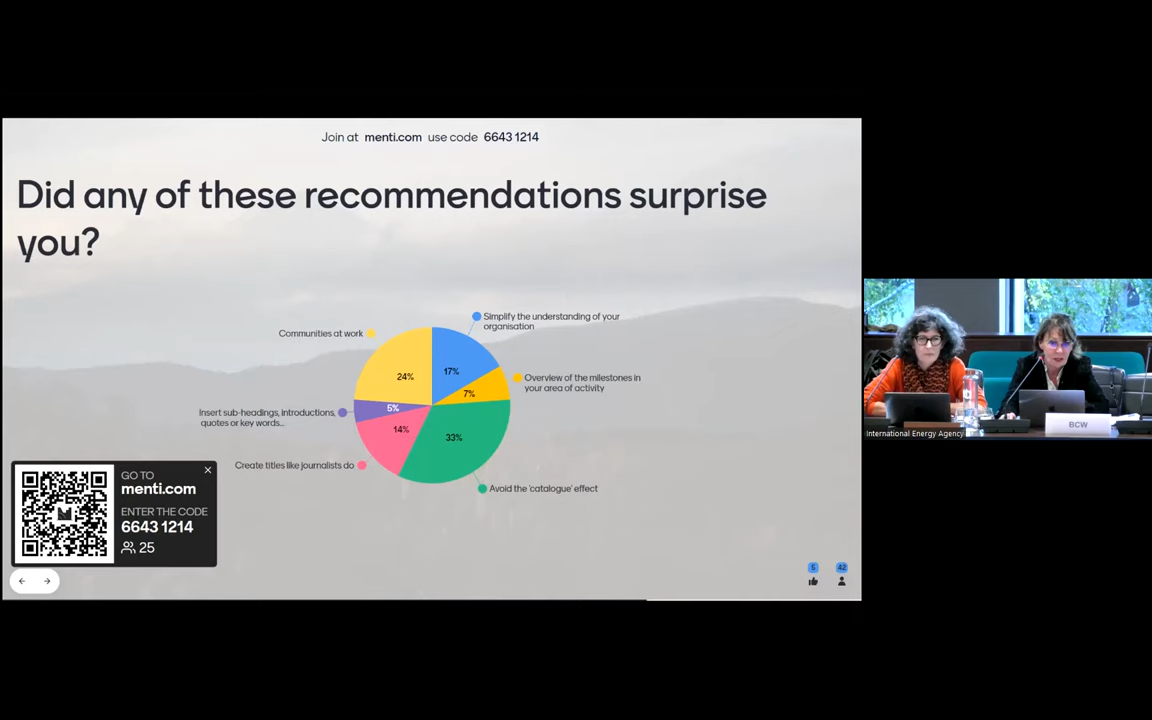 Join at menti.com use code 6643 1214
Did any of these recommendations surprise
you?
Simplify the understanding of your
organisation
Communities at work
24%
17%
Overview of the milestones in
your area of activity
7%
Insert sub-headings, introductions,
quotes or key words...
5%
14%
33%
Create titles like journalists do
Avoid the 'catalogue' effect
GO TO
menti.com
ENTER THE CODE
6643 1214
25
5
42
BCW
International Energy Agency